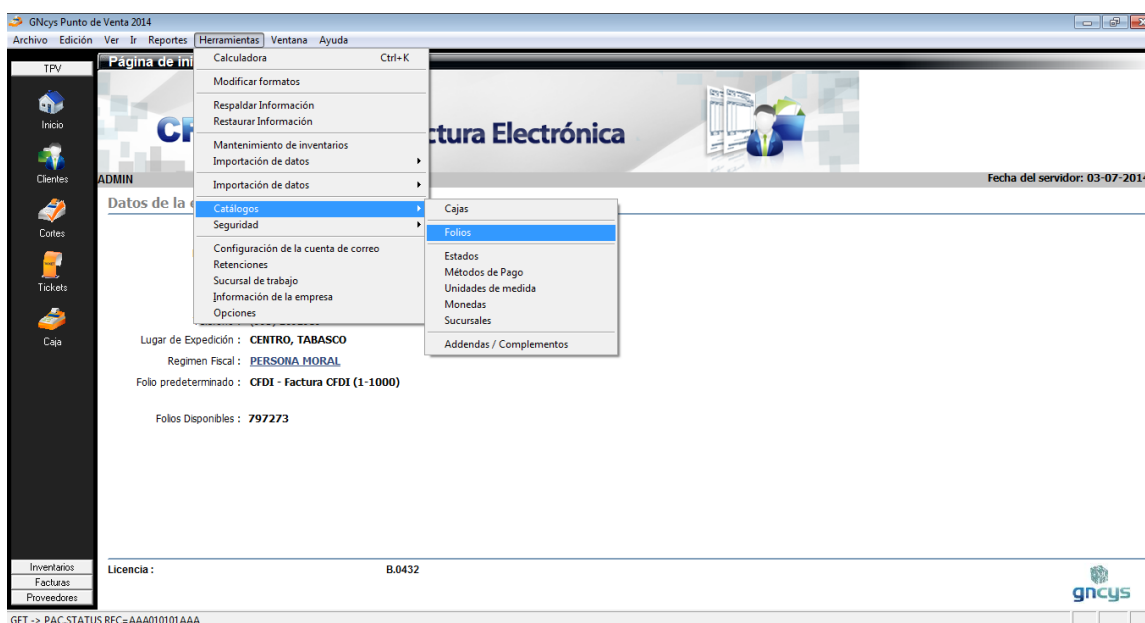 GNcys Punto de Venta 2014
Archivo Edición Ver Ir Reportes Herramientas Ventana Ayuda
TPV
Inicio
Clientes
Cortes
Tickets
Caja
Inventarios
Facturas
Proveedores
Página de ini
CF
ctura Electrónica
ADMIN
Fecha del servidor: 03-07-2014
Datos de la
Calculadora Ctrl+K
Modificar formatos
Respaldar Información
Restaurar Información
Mantenimiento de inventarios
Importación de datos
Importación de datos
Catálogos
Seguridad
Configuración de la cuenta de correo
Retenciones
Sucursal de trabajo
Información de la empresa
Opciones
Cajas
Folios
Estados
Métodos de Pago
Unidades de medida
Monedas
Sucursales
Addendas / Complementos
Lugar de Expedición : CENTRO, TABASCO
Regimen Fiscal : PERSONA MORAL
Folio predeterminado : CFDI - Factura CFDI (1-1000)
Folios Disponibles : 797273
Licencia : B.0432
gncys
GET -> PAC.STATUS RFC=AAA010101AAA